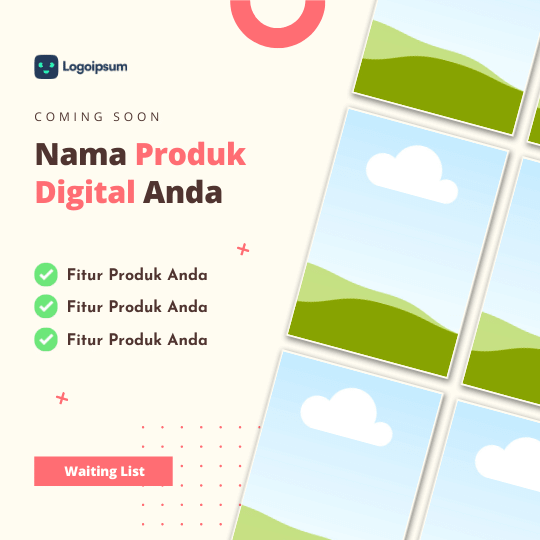 Logoipsum
COMING SOON
Nama Produk
Digital Anda
Fitur Produk Anda
Fitur Produk Anda
Fitur Produk Anda
Waiting List